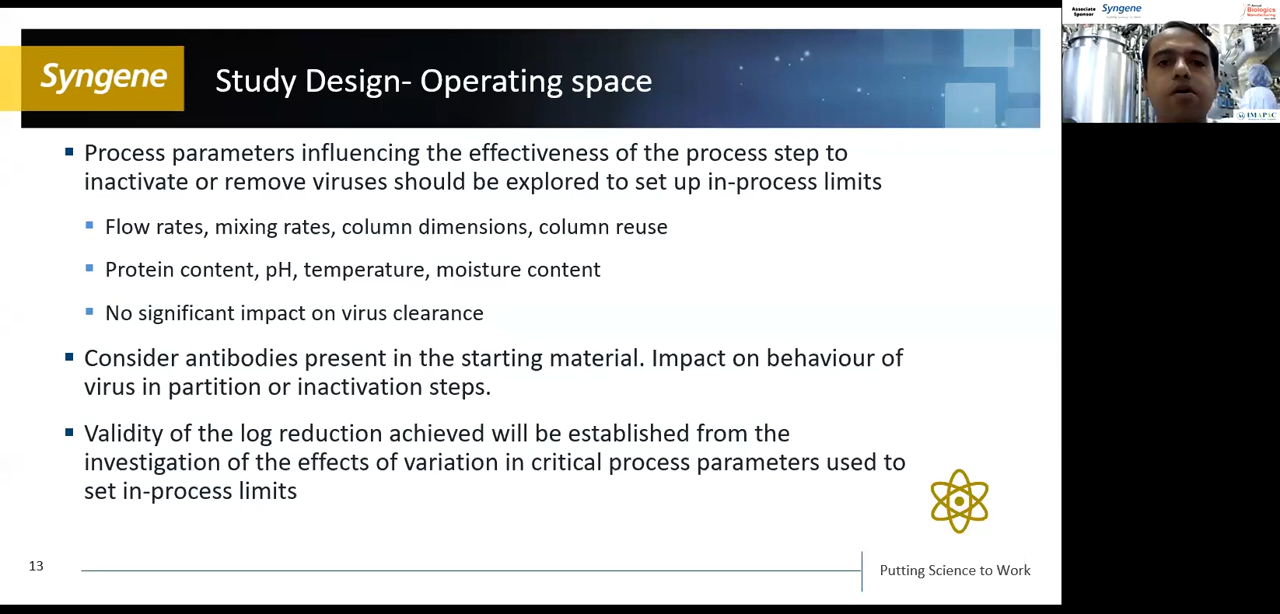 Syngene
Study Design- Operating space
Process parameters influencing the effectiveness of the process step to
inactivate or remove viruses should be explored to set up in-process limits
Flow rates, mixing rates, column dimensions, column reuse
Protein content, pH, temperature, moisture content
No significant impact on virus clearance
Consider antibodies present in the starting material. Impact on behaviour of
virus in partition or inactivation steps.
Validity of the log reduction achieved will be established from the
investigation of the effects of variation in critical process parameters used to
set in-process limits
13
Putting Science to Work
Associate
Sponsor
Syngene
Biologics
Manufacturing
IMAPAC